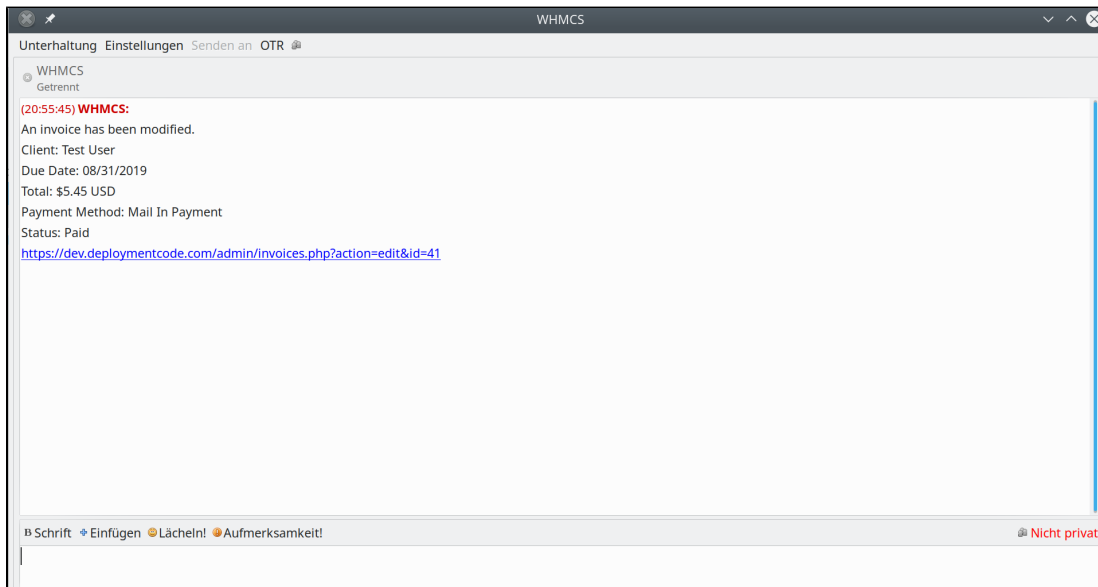 WHMCS
Unterhaltung Einstellungen Senden an OTR
WHMCS
Getrennt
(20:55:45) WHMCS:
An invoice has been modified.
Client: Test User
Due Date: 08/31/2019
Total: $5.45 USD
Payment Method: Mail In Payment
Status: Paid
https://dev.deploymentcode.com/admin/invoices.php?action=edit&id=41
B Schrift Einfügen Lächeln! Aufmerksamkeit! Nicht privat